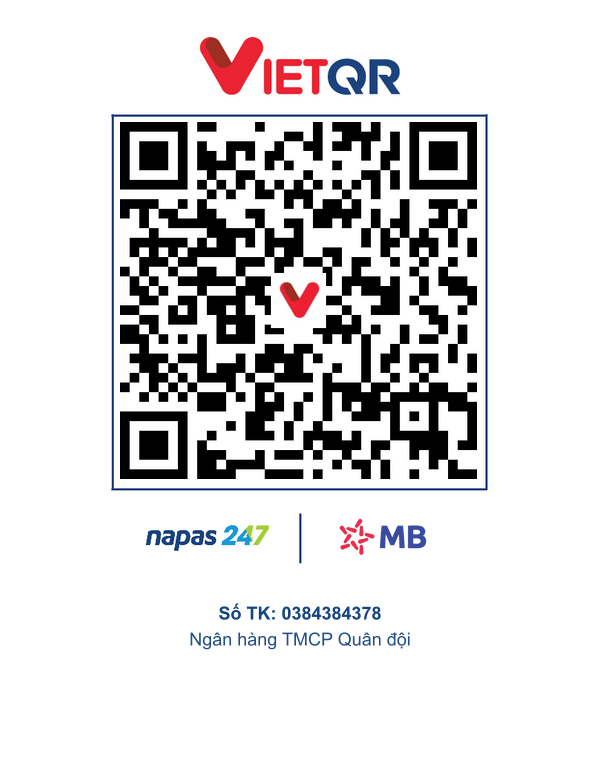 VIETQR
napas 247
MB
Số TK: 0384384378
Ngân hàng TMCP Quân đội